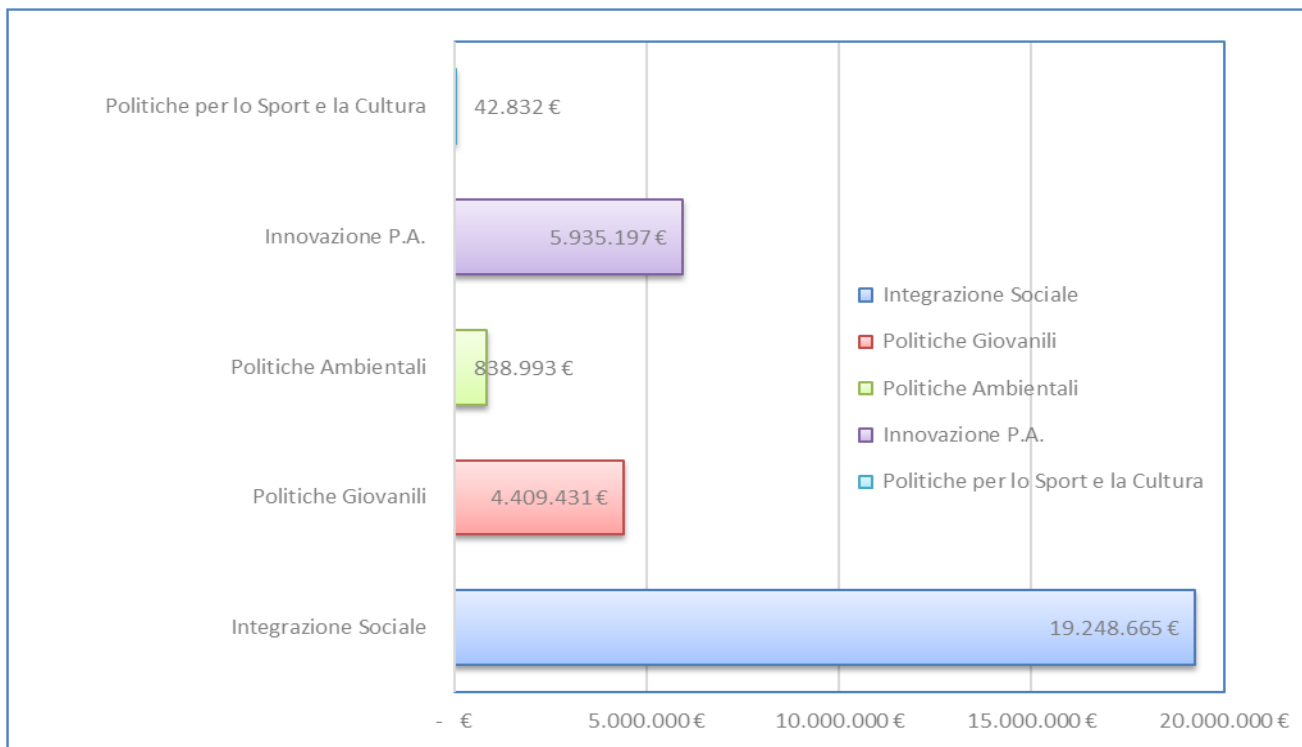 Politiche per lo Sport e la Cultura
42.832 €
Innovazione P.A.
5.935.197 €
Politiche Ambientali
838.993 €
Politiche Giovanili
4.409.431 €
Integrazione Sociale
19.248.665 €
Integrazione Sociale
Politiche Giovanili
Politiche Ambientali
Innovazione P.A.
Politiche per lo Sport e la Cultura
- €
5.000.000 €
10.000.000 €
15.000.000 €
20.000.000 €